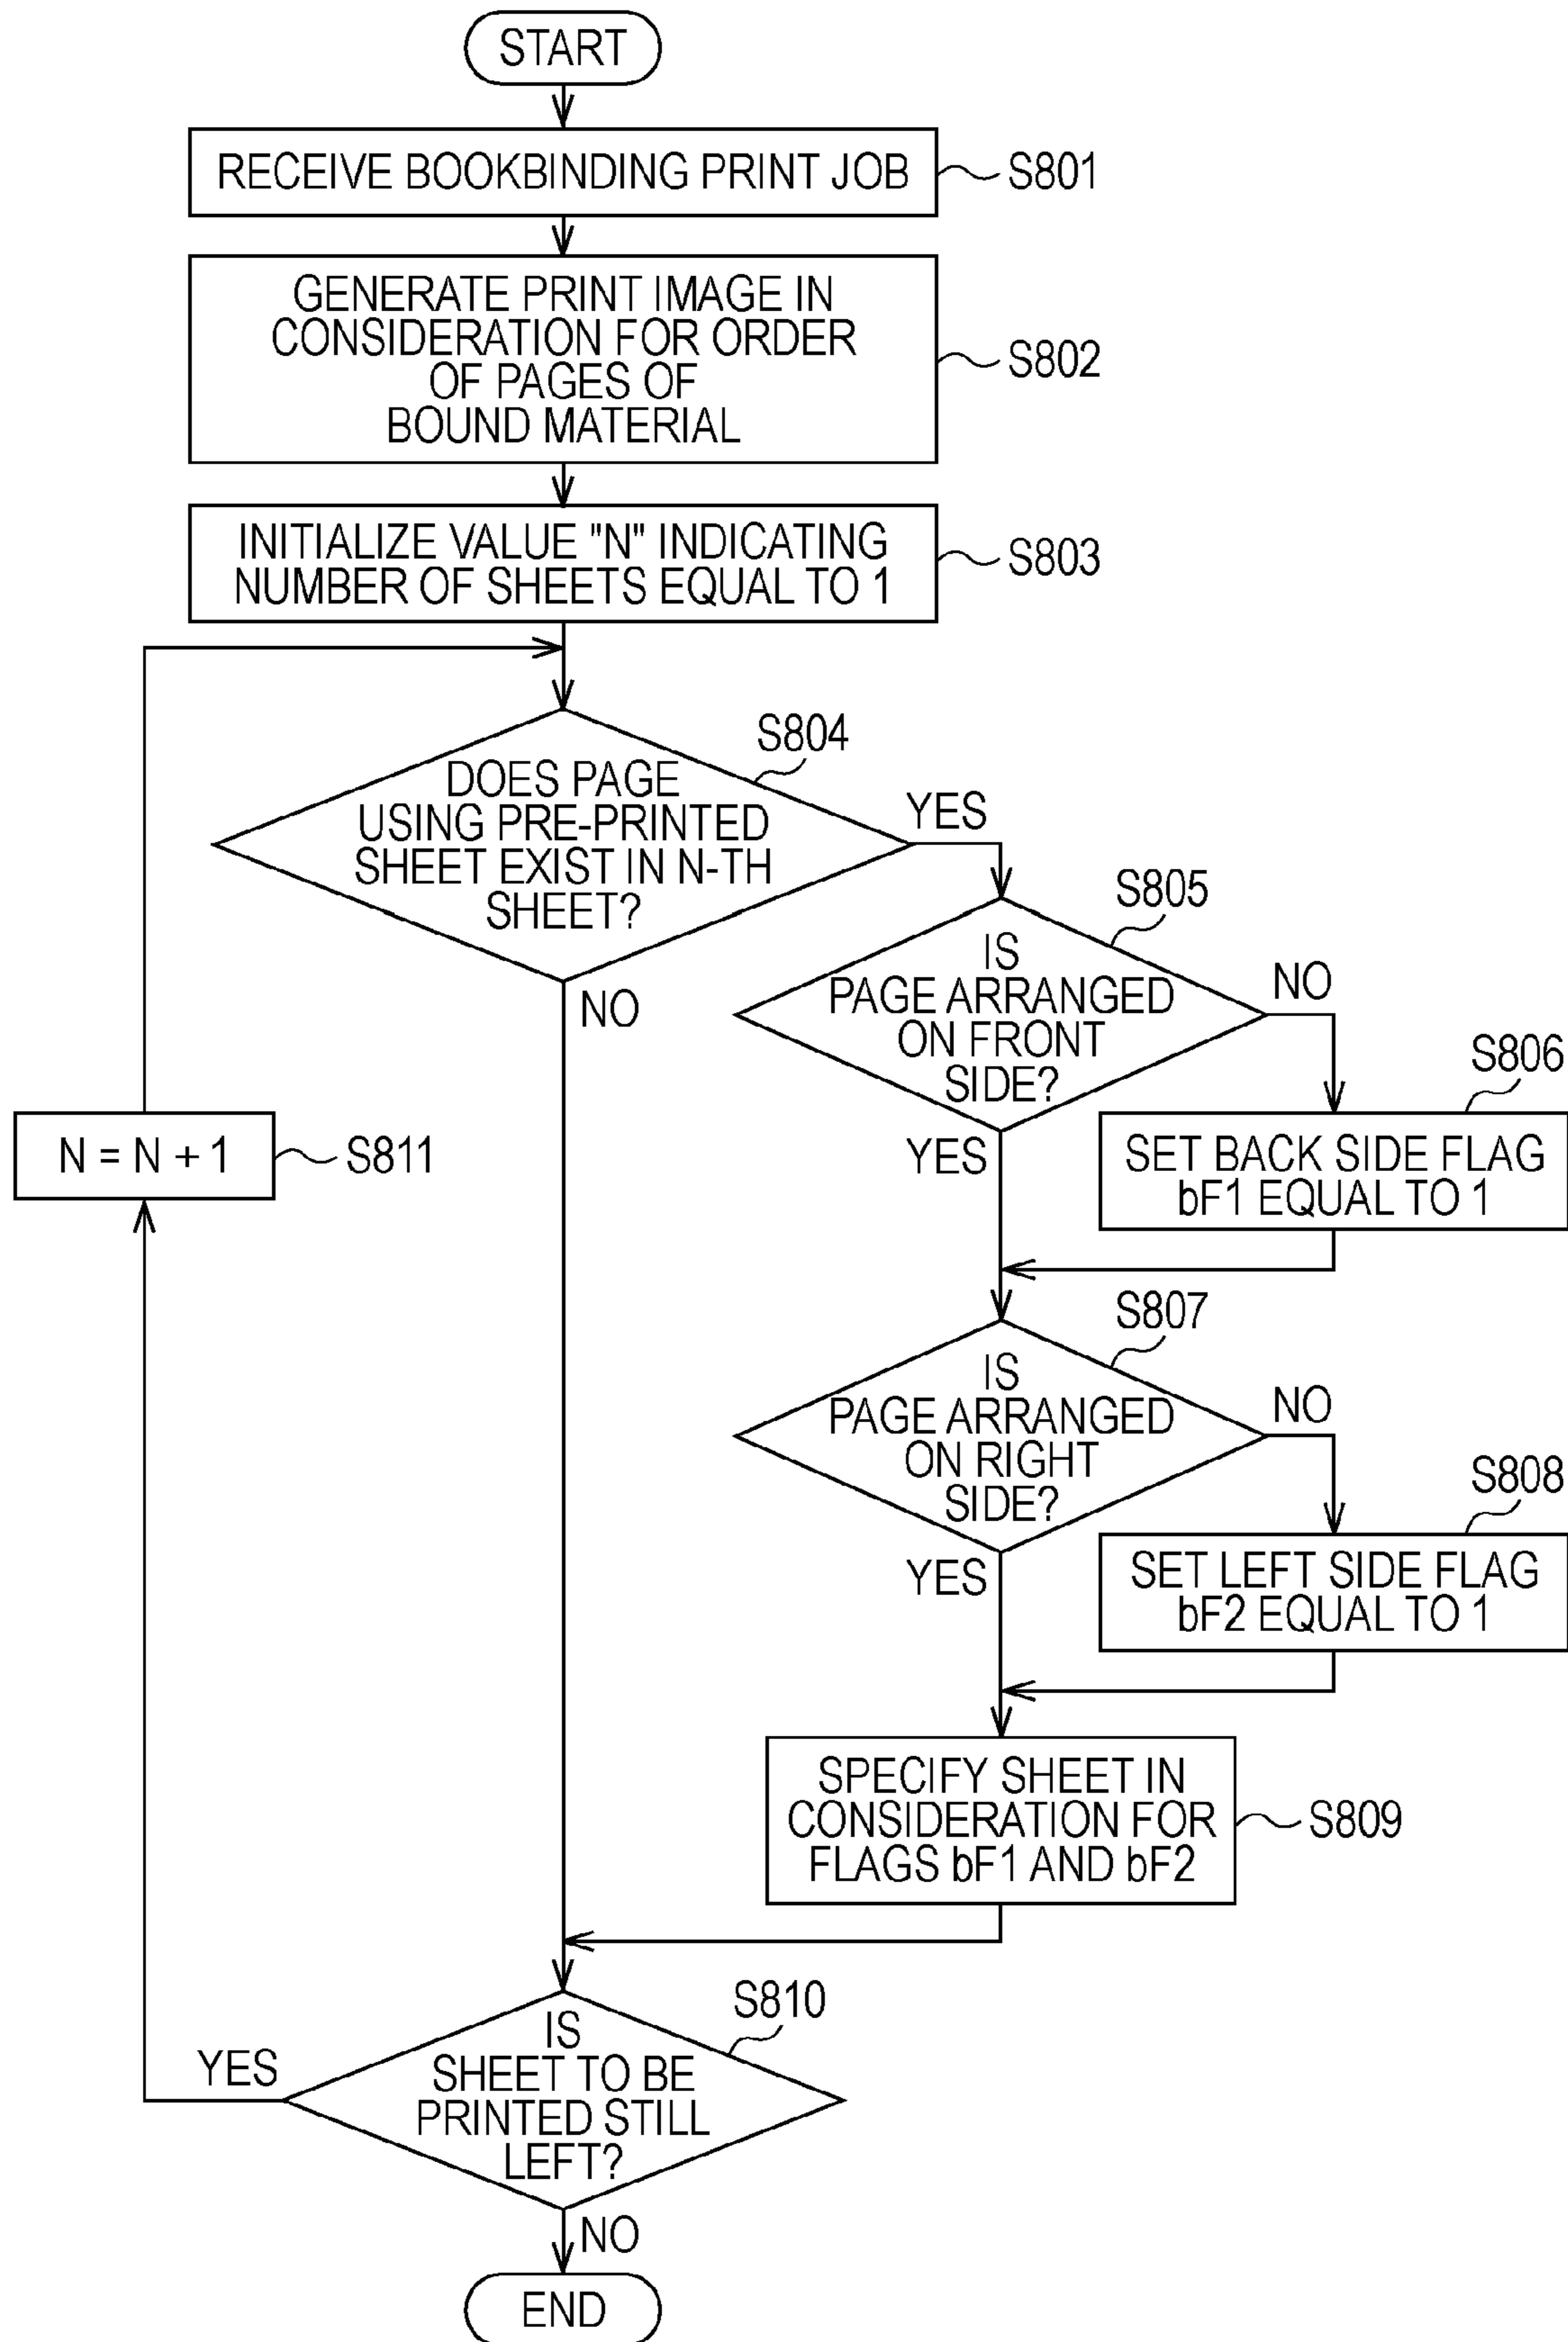 START
RECEIVE BOOKBINDING PRINT JOB
S801
GENERATE PRINT IMAGE IN
CONSIDERATION FOR ORDER
OF PAGES OF
BOUND MATERIAL
S802
INITIALIZE VALUE "N" INDICATING
NUMBER OF SHEETS EQUAL TO 1
S803
S804
DOES PAGE
USING PRE-PRINTED
SHEET EXIST IN N-TH
SHEET?
YES
NO
S805
IS
PAGE ARRANGED
ON FRONT
SIDE?
NO
YES
S806
SET BACK SIDE FLAG
bF1 EQUAL TO 1
N = N + 1
S811
S807
IS
PAGE ARRANGED
ON RIGHT
SIDE?
NO
YES
S808
SET LEFT SIDE FLAG
bF2 EQUAL TO 1
SPECIFY SHEET IN
CONSIDERATION FOR
FLAGS bF1 AND bF2
S809
S810
IS
SHEET TO BE
PRINTED STILL
LEFT?
YES
NO
END